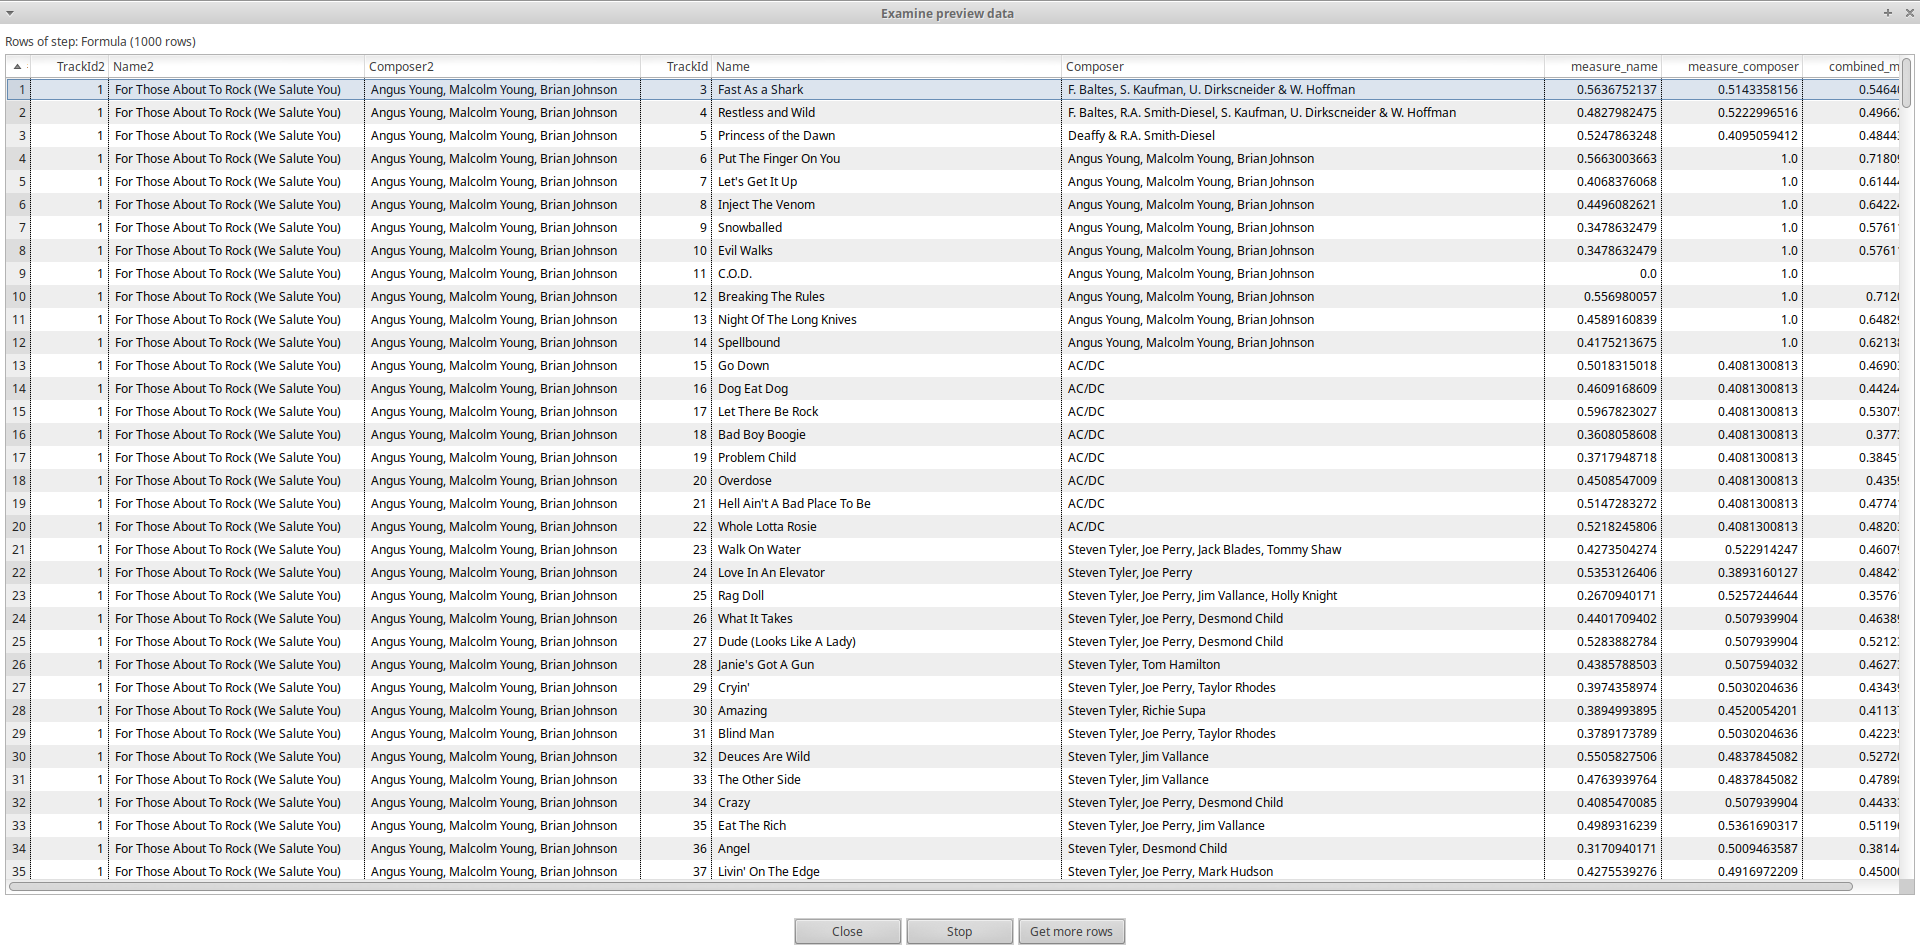 Examine preview data
Rows of step: Formula (1000 rows)
TrackId2 Name2 Composer2 TrackId Name Composer measure_name measure_composer combined_m
1 1 For Those About To Rock (We Salute You) Angus Young, Malcolm Young, Brian Johnson 3 Fast As a Shark F. Baltes, S. Kaufman, U. Dirkscneider & W. Hoffman 0.5636752137 0.5143358156 0.5464
2 1 For Those About To Rock (We Salute You) Angus Young, Malcolm Young, Brian Johnson 4 Restless and Wild F. Baltes, R.A. Smith-Diesel, S. Kaufman, U. Dirkscneider & W. Hoffman 0.4827982475 0.5222996516 0.4966
3 1 For Those About To Rock (We Salute You) Angus Young, Malcolm Young, Brian Johnson 5 Princess of the Dawn Deaffy & R.A. Smith-Diesel 0.5247863248 0.4095059412 0.4844
4 1 For Those About To Rock (We Salute You) Angus Young, Malcolm Young, Brian Johnson 6 Put The Finger On You Angus Young, Malcolm Young, Brian Johnson 0.5663003663 1.0 0.7180
5 1 For Those About To Rock (We Salute You) Angus Young, Malcolm Young, Brian Johnson 7 Let's Get It Up Angus Young, Malcolm Young, Brian Johnson 0.4068376068 1.0 0.6144
6 1 For Those About To Rock (We Salute You) Angus Young, Malcolm Young, Brian Johnson 8 Inject The Venom Angus Young, Malcolm Young, Brian Johnson 0.4496082621 1.0 0.6422
7 1 For Those About To Rock (We Salute You) Angus Young, Malcolm Young, Brian Johnson 9 Snowballed Angus Young, Malcolm Young, Brian Johnson 0.3478632479 1.0 0.5761
8 1 For Those About To Rock (We Salute You) Angus Young, Malcolm Young, Brian Johnson 10 Evil Walks Angus Young, Malcolm Young, Brian Johnson 0.3478632479 1.0 0.5761
9 1 For Those About To Rock (We Salute You) Angus Young, Malcolm Young, Brian Johnson 11 C.O.D. Angus Young, Malcolm Young, Brian Johnson 0.0 1.0
10 1 For Those About To Rock (We Salute You) Angus Young, Malcolm Young, Brian Johnson 12 Breaking The Rules Angus Young, Malcolm Young, Brian Johnson 0.556980057 1.0 0.712
11 1 For Those About To Rock (We Salute You) Angus Young, Malcolm Young, Brian Johnson 13 Night Of The Long Knives Angus Young, Malcolm Young, Brian Johnson 0.4589160839 1.0 0.6482
12 1 For Those About To Rock (We Salute You) Angus Young, Malcolm Young, Brian Johnson 14 Spellbound Angus Young, Malcolm Young, Brian Johnson 0.4175213675 1.0 0.6213
13 1 For Those About To Rock (We Salute You) Angus Young, Malcolm Young, Brian Johnson 15 Go Down AC/DC 0.5018315018 0.4081300813 0.4690
14 1 For Those About To Rock (We Salute You) Angus Young, Malcolm Young, Brian Johnson 16 Dog Eat Dog AC/DC 0.4609168609 0.4081300813 0.4424
15 1 For Those About To Rock (We Salute You) Angus Young, Malcolm Young, Brian Johnson 17 Let There Be Rock AC/DC 0.5967823027 0.4081300813 0.5307
16 1 For Those About To Rock (We Salute You) Angus Young, Malcolm Young, Brian Johnson 18 Bad Boy Boogie AC/DC 0.3608058608 0.4081300813 0.377
17 1 For Those About To Rock (We Salute You) Angus Young, Malcolm Young, Brian Johnson 19 Problem Child AC/DC 0.3717948718 0.4081300813 0.3845
18 1 For Those About To Rock (We Salute You) Angus Young, Malcolm Young, Brian Johnson 20 Overdose AC/DC 0.4508547009 0.4081300813 0.435
19 1 For Those About To Rock (We Salute You) Angus Young, Malcolm Young, Brian Johnson 21 Hell Ain't A Bad Place To Be AC/DC 0.5147283272 0.4081300813 0.4774
20 1 For Those About To Rock (We Salute You) Angus Young, Malcolm Young, Brian Johnson 22 Whole Lotta Rosie AC/DC 0.5218245806 0.4081300813 0.4820
21 1 For Those About To Rock (We Salute You) Angus Young, Malcolm Young, Brian Johnson 23 Walk On Water Steven Tyler, Joe Perry, Jack Blades, Tommy Shaw 0.4273504274 0.522914247 0.4607
22 1 For Those About To Rock (We Salute You) Angus Young, Malcolm Young, Brian Johnson 24 Love In An Elevator Steven Tyler, Joe Perry 0.5353126406 0.3893160127 0.4842
23 1 For Those About To Rock (We Salute You) Angus Young, Malcolm Young, Brian Johnson 25 Rag Doll Steven Tyler, Joe Perry, Jim Vallance, Holly Knight 0.2670940171 0.5257244644 0.3576
24 1 For Those About To Rock (We Salute You) Angus Young, Malcolm Young, Brian Johnson 26 What It Takes Steven Tyler, Joe Perry, Desmond Child 0.4401709402 0.507939904 0.4638
25 1 For Those About To Rock (We Salute You) Angus Young, Malcolm Young, Brian Johnson 27 Dude (Looks Like A Lady) Steven Tyler, Joe Perry, Desmond Child 0.5283882784 0.507939904 0.5212
26 1 For Those About To Rock (We Salute You) Angus Young, Malcolm Young, Brian Johnson 28 Janie's Got A Gun Steven Tyler, Tom Hamilton 0.4385788503 0.507594032 0.4627
27 1 For Those About To Rock (We Salute You) Angus Young, Malcolm Young, Brian Johnson 29 Cryin' Steven Tyler, Joe Perry, Taylor Rhodes 0.3974358974 0.5030204636 0.4343
28 1 For Those About To Rock (We Salute You) Angus Young, Malcolm Young, Brian Johnson 30 Amazing Steven Tyler, Richie Supa 0.3894993895 0.4520054201 0.4113
29 1 For Those About To Rock (We Salute You) Angus Young, Malcolm Young, Brian Johnson 31 Blind Man Steven Tyler, Joe Perry, Taylor Rhodes 0.3789173789 0.5030204636 0.4223
30 1 For Those About To Rock (We Salute You) Angus Young, Malcolm Young, Brian Johnson 32 Deuces Are Wild Steven Tyler, Jim Vallance 0.5505827506 0.4837845082 0.5272
31 1 For Those About To Rock (We Salute You) Angus Young, Malcolm Young, Brian Johnson 33 The Other Side Steven Tyler, Jim Vallance 0.4763939764 0.4837845082 0.4789
32 1 For Those About To Rock (We Salute You) Angus Young, Malcolm Young, Brian Johnson 34 Crazy Steven Tyler, Joe Perry, Desmond Child 0.4085470085 0.507939904 0.4433
33 1 For Those About To Rock (We Salute You) Angus Young, Malcolm Young, Brian Johnson 35 Eat The Rich Steven Tyler, Joe Perry, Jim Vallance 0.4989316239 0.5361690317 0.5119
34 1 For Those About To Rock (We Salute You) Angus Young, Malcolm Young, Brian Johnson 36 Angel Steven Tyler, Desmond Child 0.3170940171 0.5009463587 0.3814
35 1 For Those About To Rock (We Salute You) Angus Young, Malcolm Young, Brian Johnson 37 Livin' On The Edge Steven Tyler, Joe Perry, Mark Hudson 0.4275539276 0.4916972209 0.4500
Close Stop Get more rows